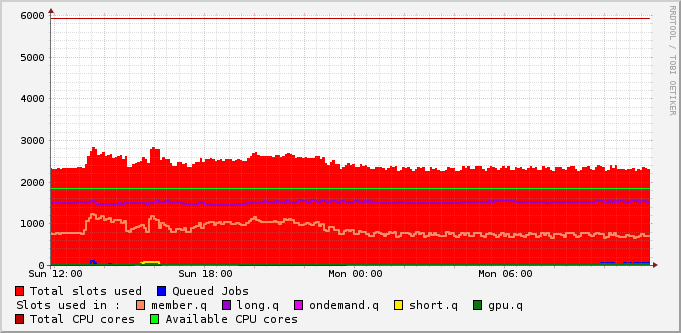 RRDTOOL / TOBI OETIKER
6000
5000
4000
3000
2000
1000
0
Sun 12:00 Sun 18:00 Mon 00:00 Mon 06:00
Total slots used Queued Jobs
Slots used in : member.q long.q ondemand.q short.q gpu.q
Total CPU cores Available CPU cores